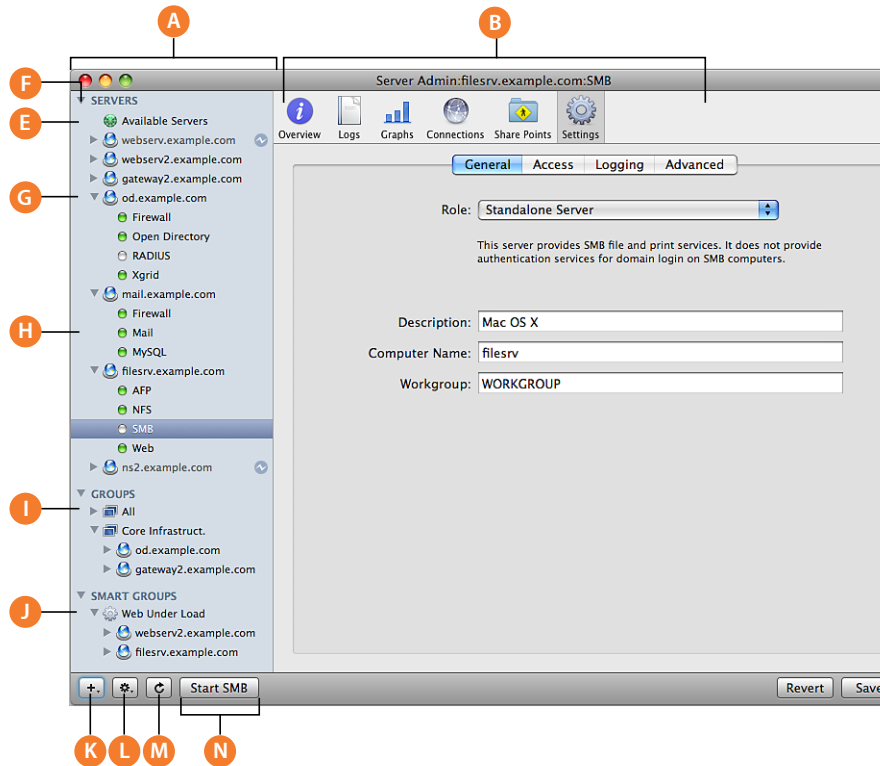 A
B
Server Admin:filesrv.example.com:SMB
F
SERVERS
E
Available Servers
webserv.example.com
webserv2.example.com
gateway2.example.com
G
od.example.com
Firewall
Open Directory
RADIUS
Xgrid
mail.example.com
Firewall
H
Mail
MySQL
filesrv.example.com
AFP
NFS
SMB
Web
ns2.example.com
GROUPS
I
All
Core Infrastruct.
od.example.com
gateway2.example.com
SMART GROUPS
J
Web Under Load
webserv2.example.com
filesrv.example.com
Overview Logs Graphs Connections Share Points Settings
General Access Logging Advanced
Role: Standalone Server
This server provides SMB file and print services. It does not provide
authentication services for domain login on SMB computers.
Description: Mac OS X
Computer Name: filesrv
Workgroup: WORKGROUP
Start SMB
Revert Save
K L M N